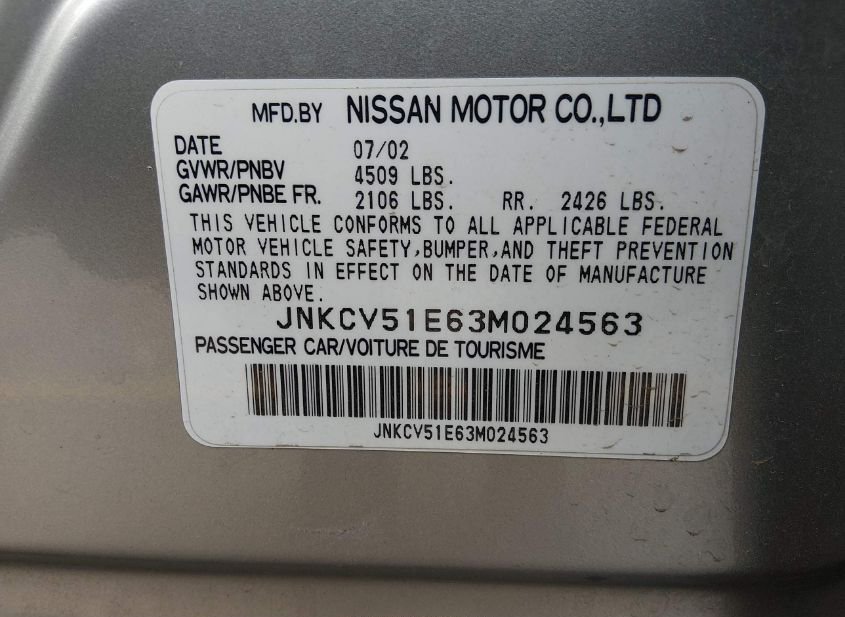 MFD.BY NISSAN MOTOR CO.,LTD
DATE 07/02
GVWR/PNBV 4509 LBS.
GAWR/PNBE FR. 2106 LBS. RR. 2426 LBS.
THIS VEHICLE CONFORMS TO ALL APPLICABLE FEDERAL
MOTOR VEHICLE SAFETY,BUMPER,AND THEFT PREVENTION
STANDARDS IN EFFECT ON THE DATE OF MANUFACTURE
SHOWN ABOVE.
JNKCV51E63M024563
PASSENGER CAR/VOITURE DE TOURISME
JNKCV51E63M024563